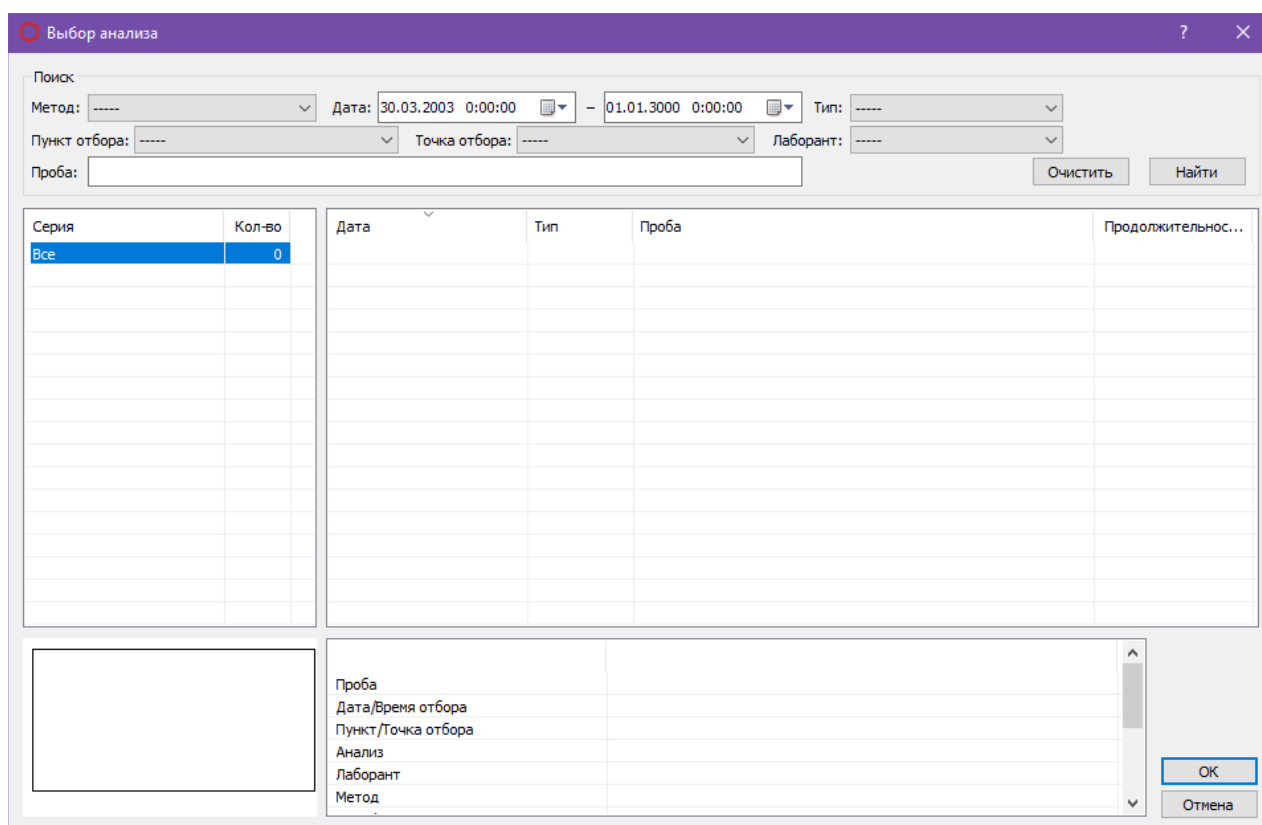 Выбор анализа ?
Поиск
Метод: ----- Дата: 30.03.2003 0:00:00 – 01.01.3000 0:00:00 Тип: -----
Пункт отбора: ----- Точка отбора: ----- Лаборант: -----
Проба: Очистить Найти
Серия Кол-во Дата Тип Проба Продолжительнос...
Все 0
Проба
Дата/Время отбора
Пункт/Точка отбора
Анализ
Лаборант
Метод
OK
Отмена